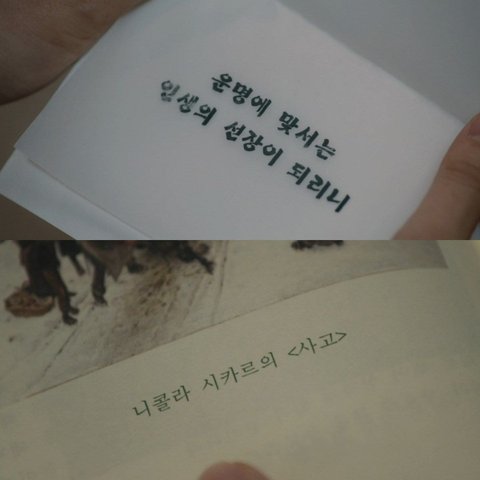 운명에 맞서는
인생의 선장이 되리니
니콜라 시카르의 <사고>